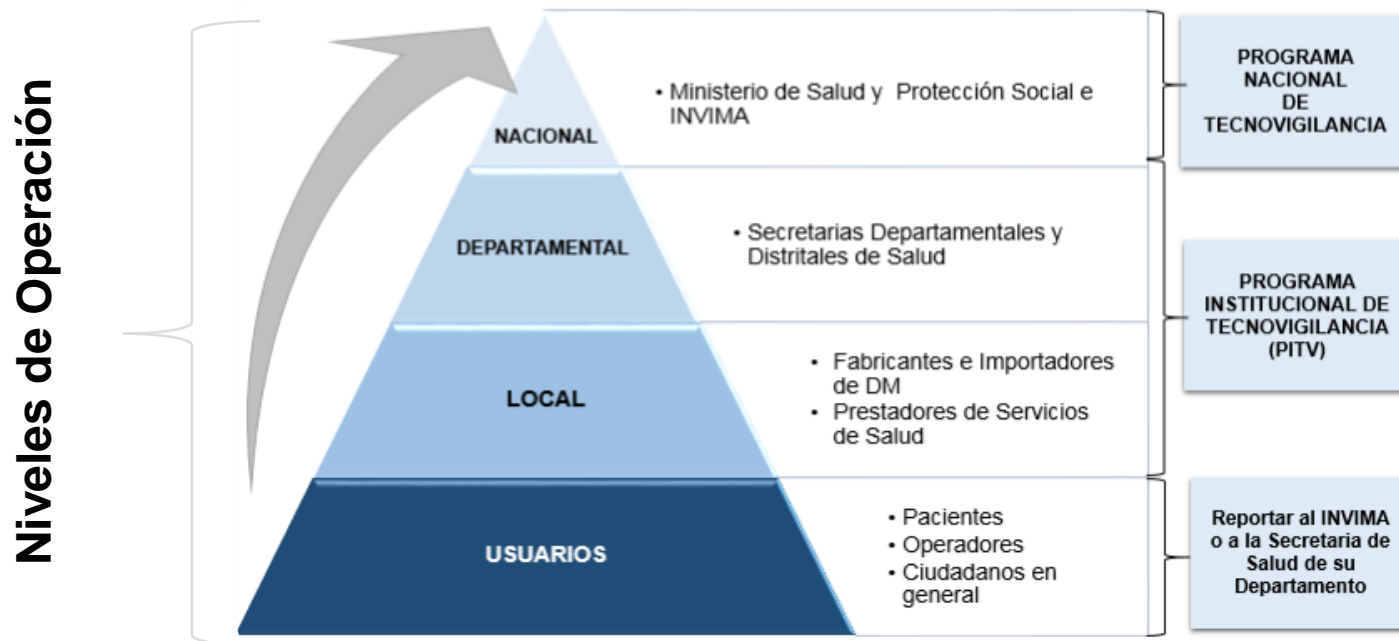 Niveles de Operación
NACIONAL
• Ministerio de Salud y Protección Social e
INVIMA
PROGRAMA
NACIONAL
DE
TECNOVIGILANCIA
DEPARTAMENTAL
• Secretarias Departamentales y
Distritales de Salud
PROGRAMA
INSTITUCIONAL DE
TECNOVIGILANCIA
(PITV)
LOCAL
• Fabricantes e Importadores
de DM
• Prestadores de Servicios
de Salud
USUARIOS
• Pacientes
• Operadores
• Ciudadanos en
general
Reportar al INVIMA
o a la Secretaria de
Salud de su
Departamento